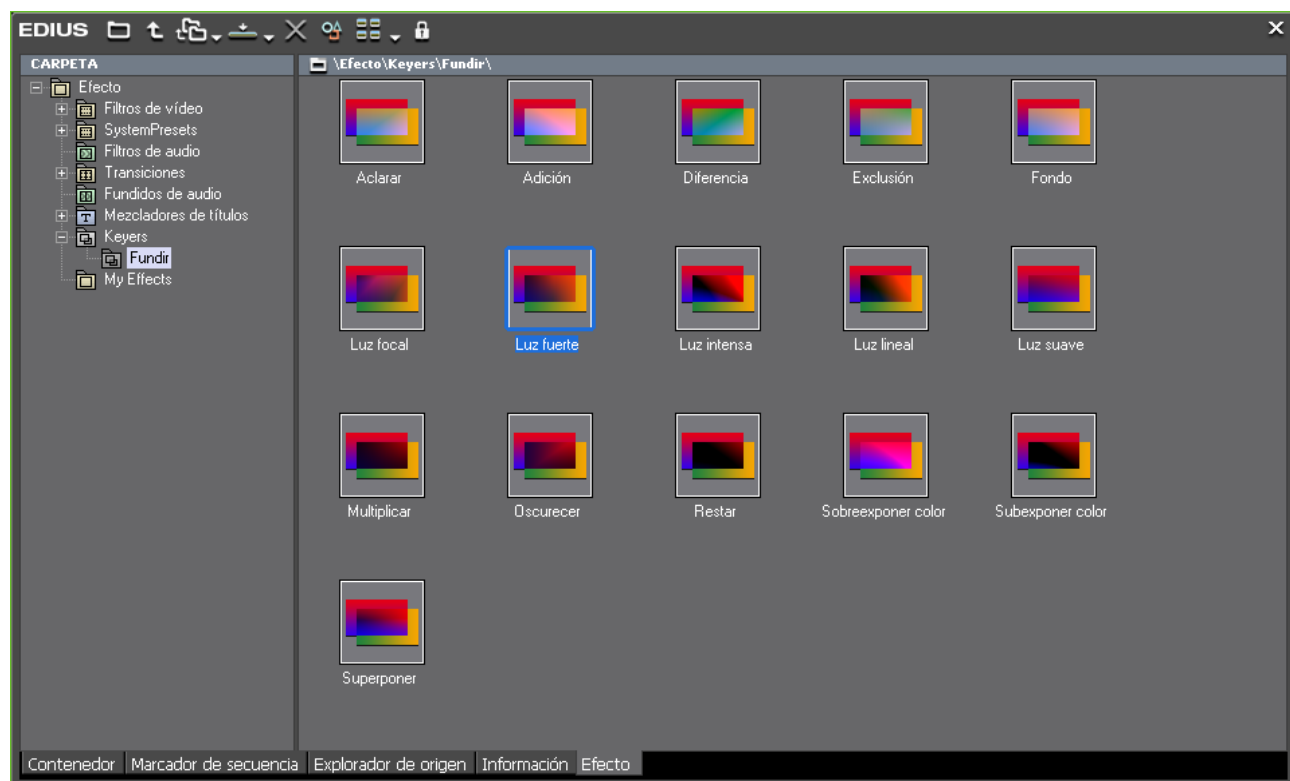 EDIUS
CARPETA
\Efecto\Keyers\Fundir\
Efecto
Filtros de vídeo
SystemPresets
Filtros de audio
Transiciones
Fundidos de audio
T Mezcladores de títulos
Keyers
Fundir
My Effects
Aclarar Adición Diferencia Exclusión Fondo
Luz focal Luz fuerte Luz intensa Luz lineal Luz suave
Multiplicar Oscurecer Restar Sobreexponer color Subexponer color
Superponer
Contenedor Marcador de secuencia Explorador de origen Información Efecto